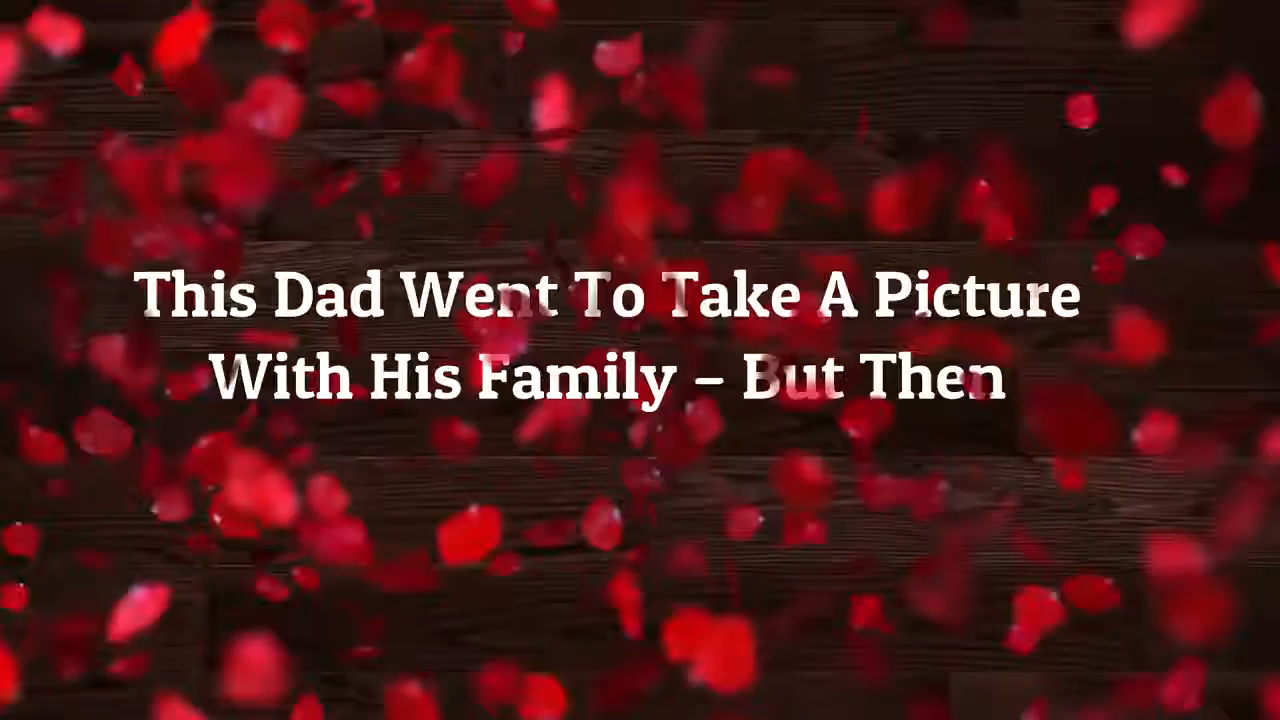 This Dad Went To Take A Picture
With His Family – But Then